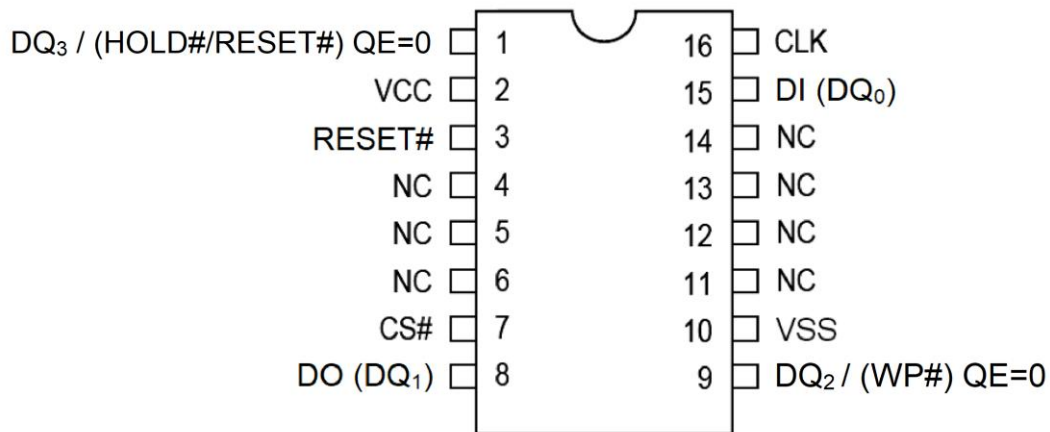 DQ₃ / (HOLD#/RESET#) QE=0 1 16 CLK
VCC 2 15 DI (DQ₀)
RESET# 3 14 NC
NC 4 13 NC
NC 5 12 NC
NC 6 11 NC
CS# 7 10 VSS
DO (DQ₁) 8 9 DQ₂ / (WP#) QE=0